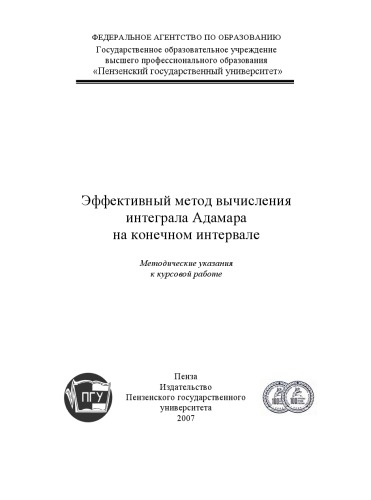 ФЕДЕРАЛЬНОЕ АГЕНТСТВО ПО ОБРАЗОВАНИЮ
Государственное образовательное учреждение
высшего профессионального образования
«Пензенский государственный университет»
Эффективный метод вычисления
интеграла Адамара
на конечном интервале
Методические указания
к курсовой работе
ПГУ
Пенза
Издательство
Пензенского государственного
университета
2007